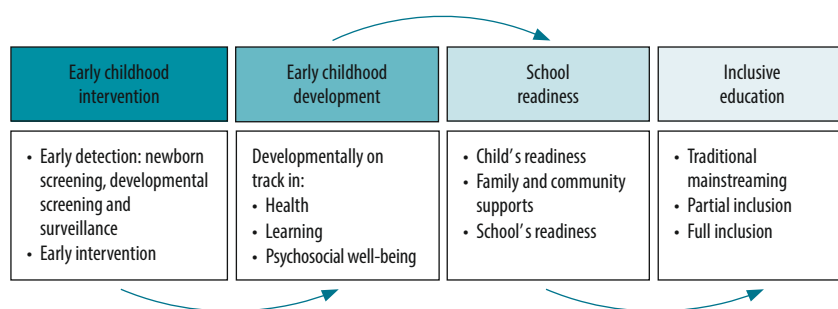 Early childhood
intervention
Early childhood
development
School
readiness
Inclusive
education
• Early detection: newborn
screening, developmental
screening and
surveillance
• Early intervention
Developmentally on
track in:
• Health
• Learning
• Psychosocial well-being
• Child's readiness
• Family and community
supports
• School's readiness
• Traditional
mainstreaming
• Partial inclusion
• Full inclusion